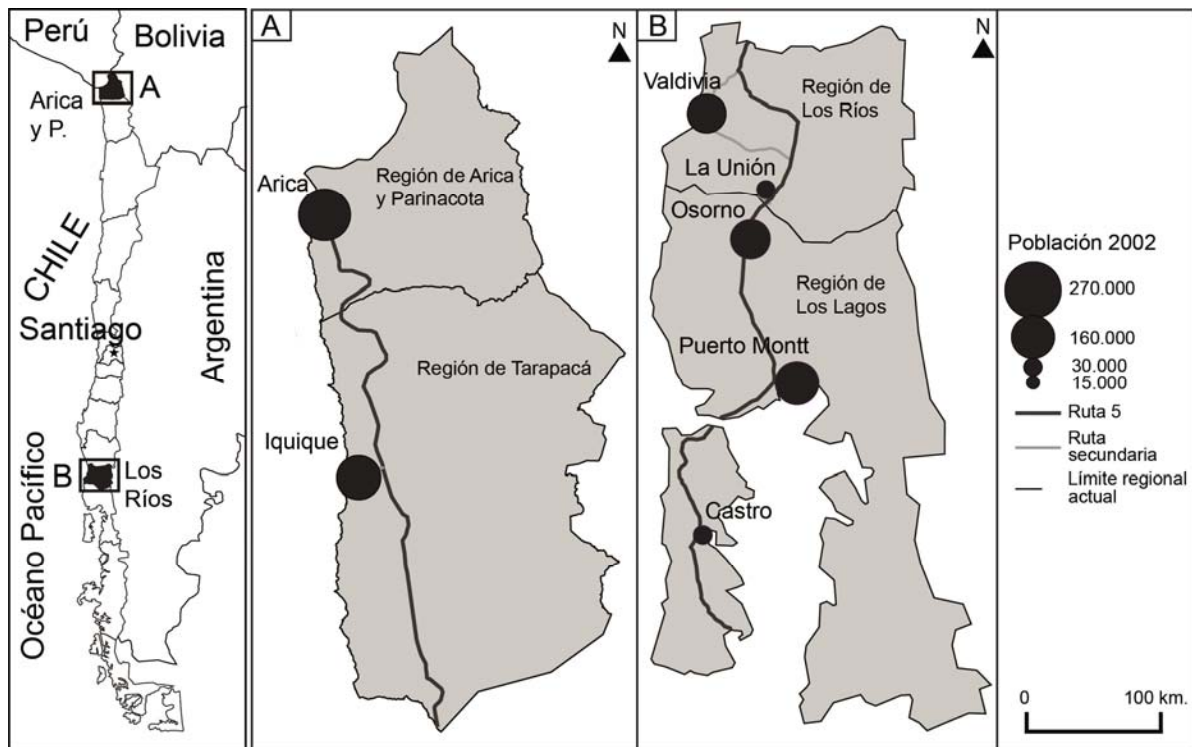 Perú
Bolivia
A
Arica
y P.
CHILE
Santiago
Argentina
Océano Pacífico
B
Los
Ríos
A
N
Arica
Región de Arica
y Parinacota
Región de Tarapacá
Iquique
B
N
Valdivia
Región de
Los Ríos
La Unión
Osorno
Región de
Los Lagos
Puerto Montt
Castro
Población 2002
270.000
160.000
30.000
15.000
Ruta 5
Ruta
secundaria
Límite regional
actual
0 100 km.